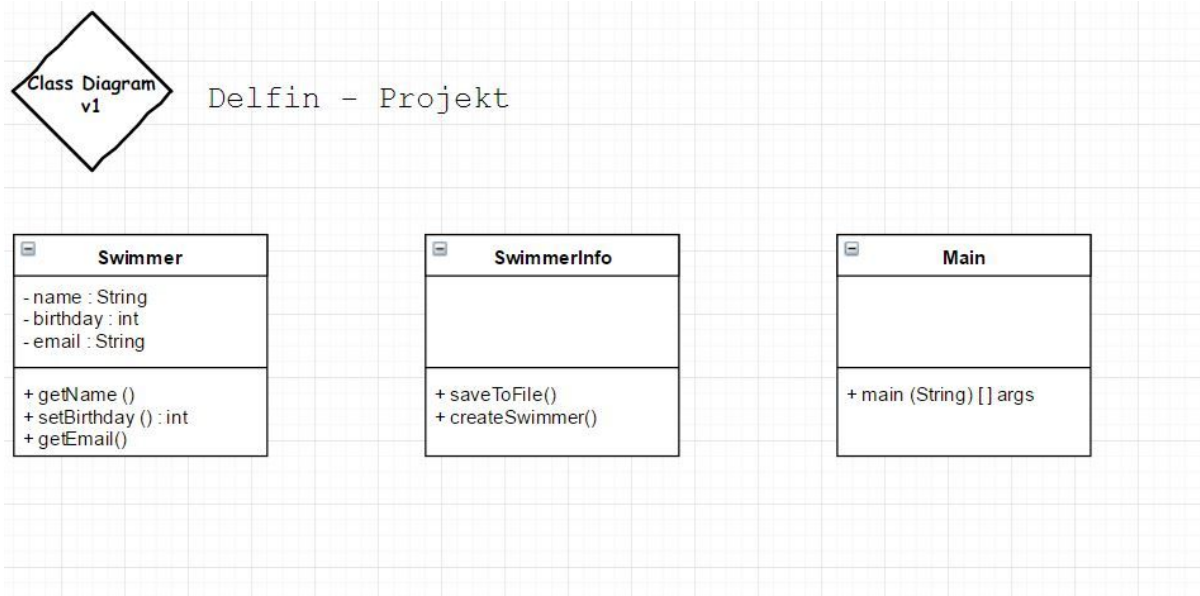 Class Diagram
v1
Delfin - Projekt
Swimmer
- name : String
- birthday : int
- email : String
+ getName ()
+ setBirthday () : int
+ getEmail()
SwimmerInfo
+ saveToFile()
+ createSwimmer()
Main
+ main (String) [ ] args